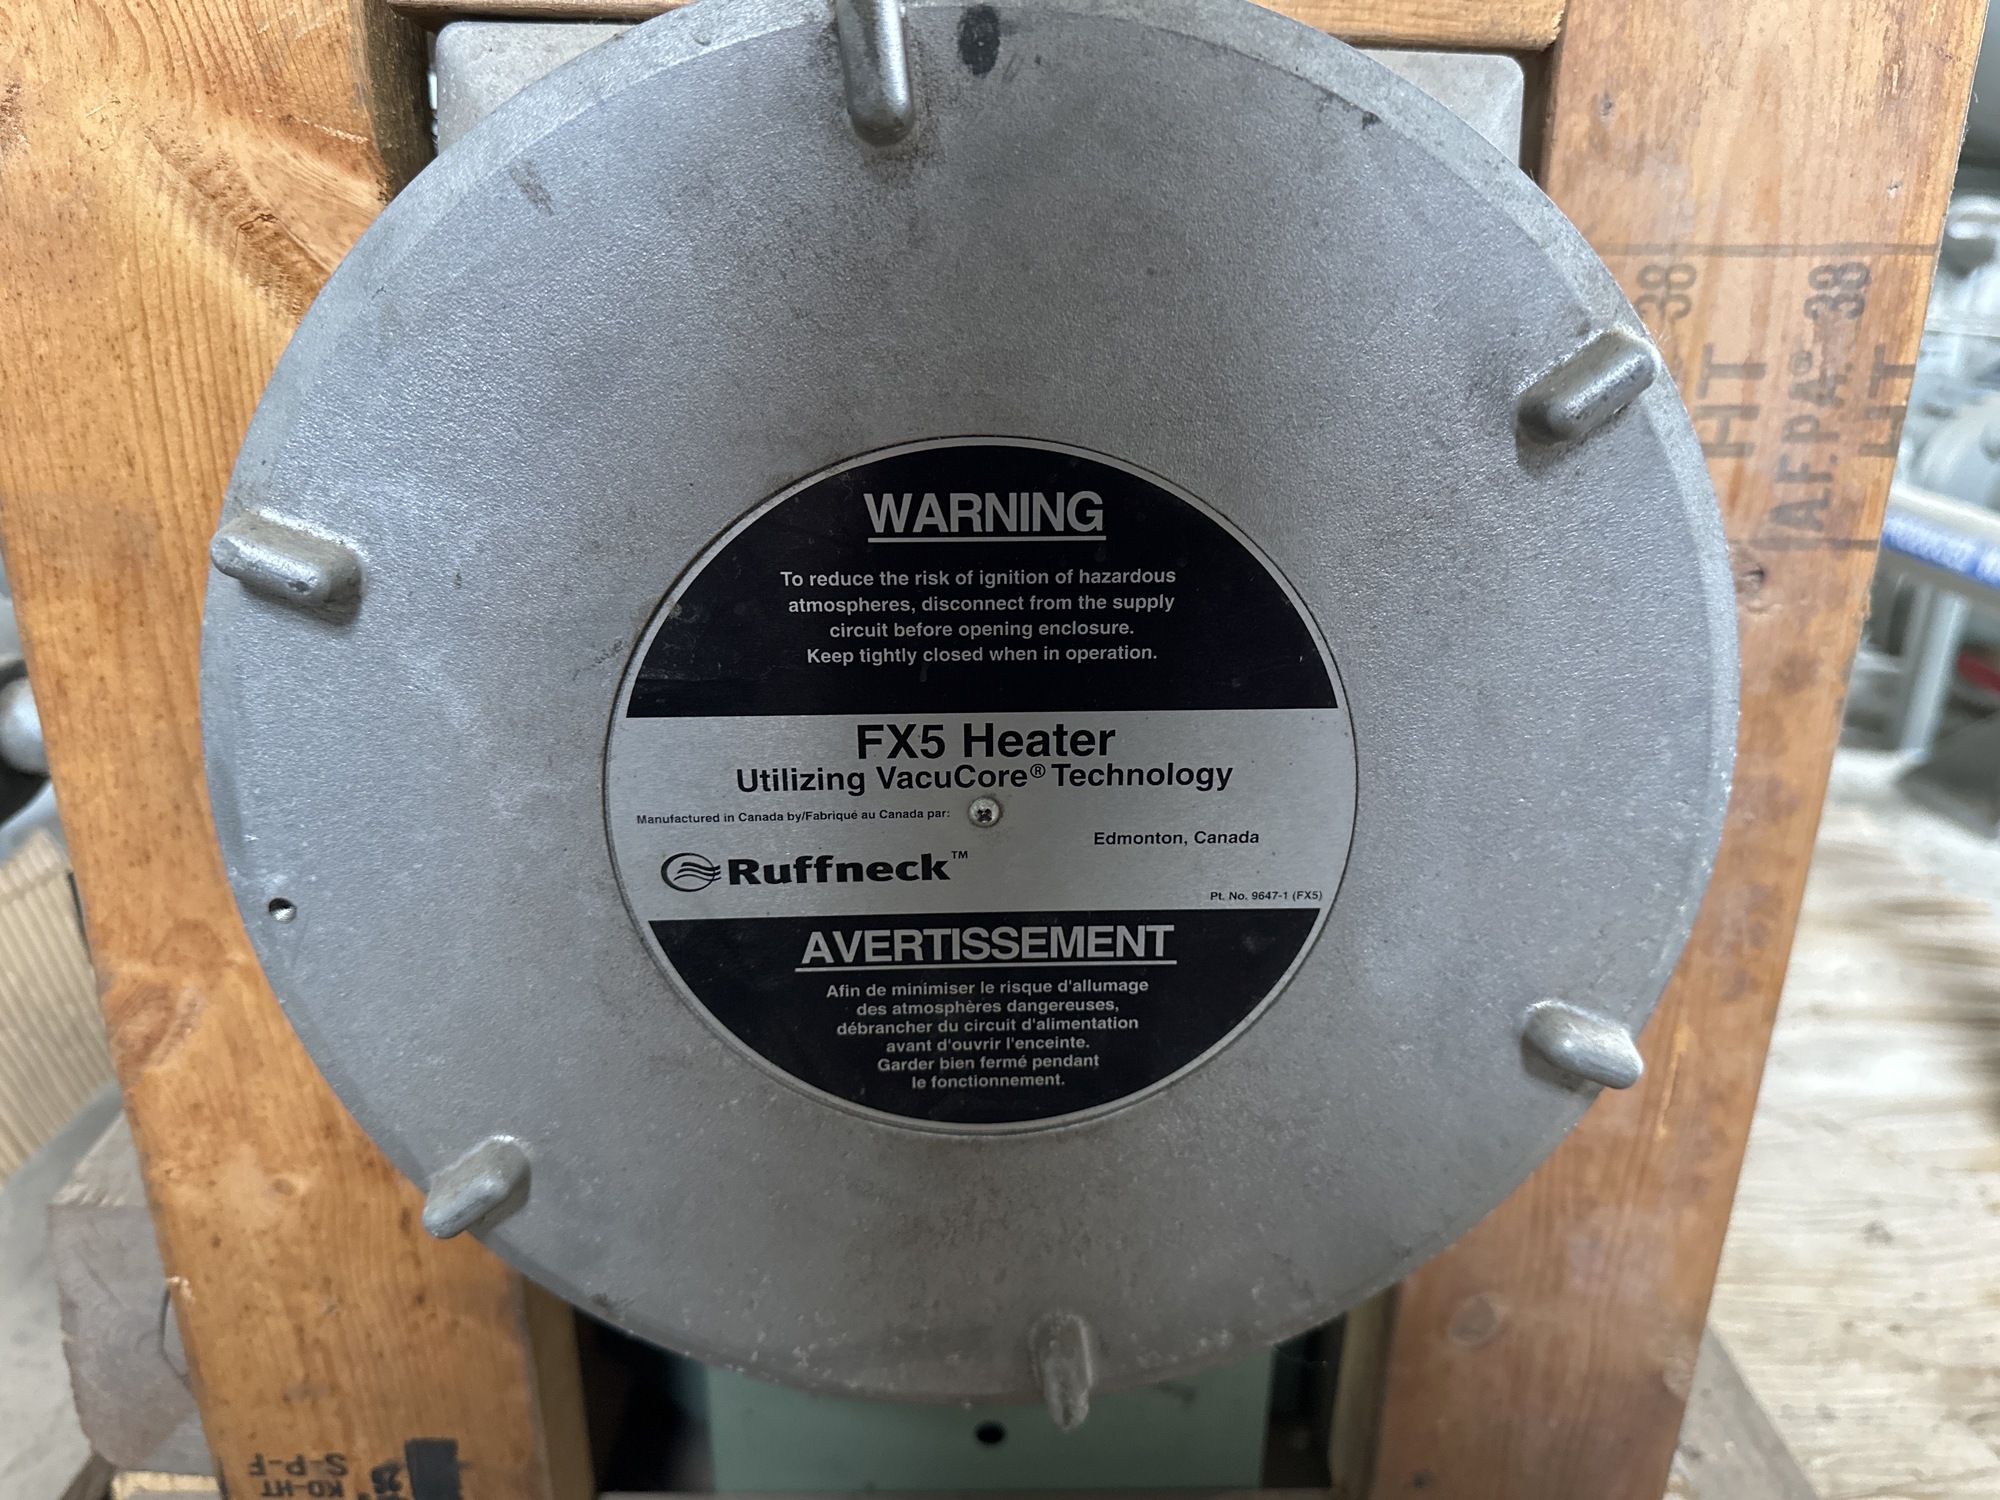 WARNING
To reduce the risk of ignition of hazardous
atmospheres, disconnect from the supply
circuit before opening enclosure.
Keep tightly closed when in operation.
FX5 Heater
Utilizing VacuCore® Technology
Manufactured in Canada by/Fabriqué au Canada par:
Edmonton, Canada
Ruffneck™
Pt. No. 9647-1 (FX5)
AVERTISSEMENT
Afin de minimiser le risque d'allumage
des atmosphères dangereuses,
débrancher du circuit d'alimentation
avant d'ouvrir l'enceinte.
Garder bien fermé pendant
le fonctionnement.
38
HT
A.F.P.A.® 38
HT
S-P-F
KD-HT